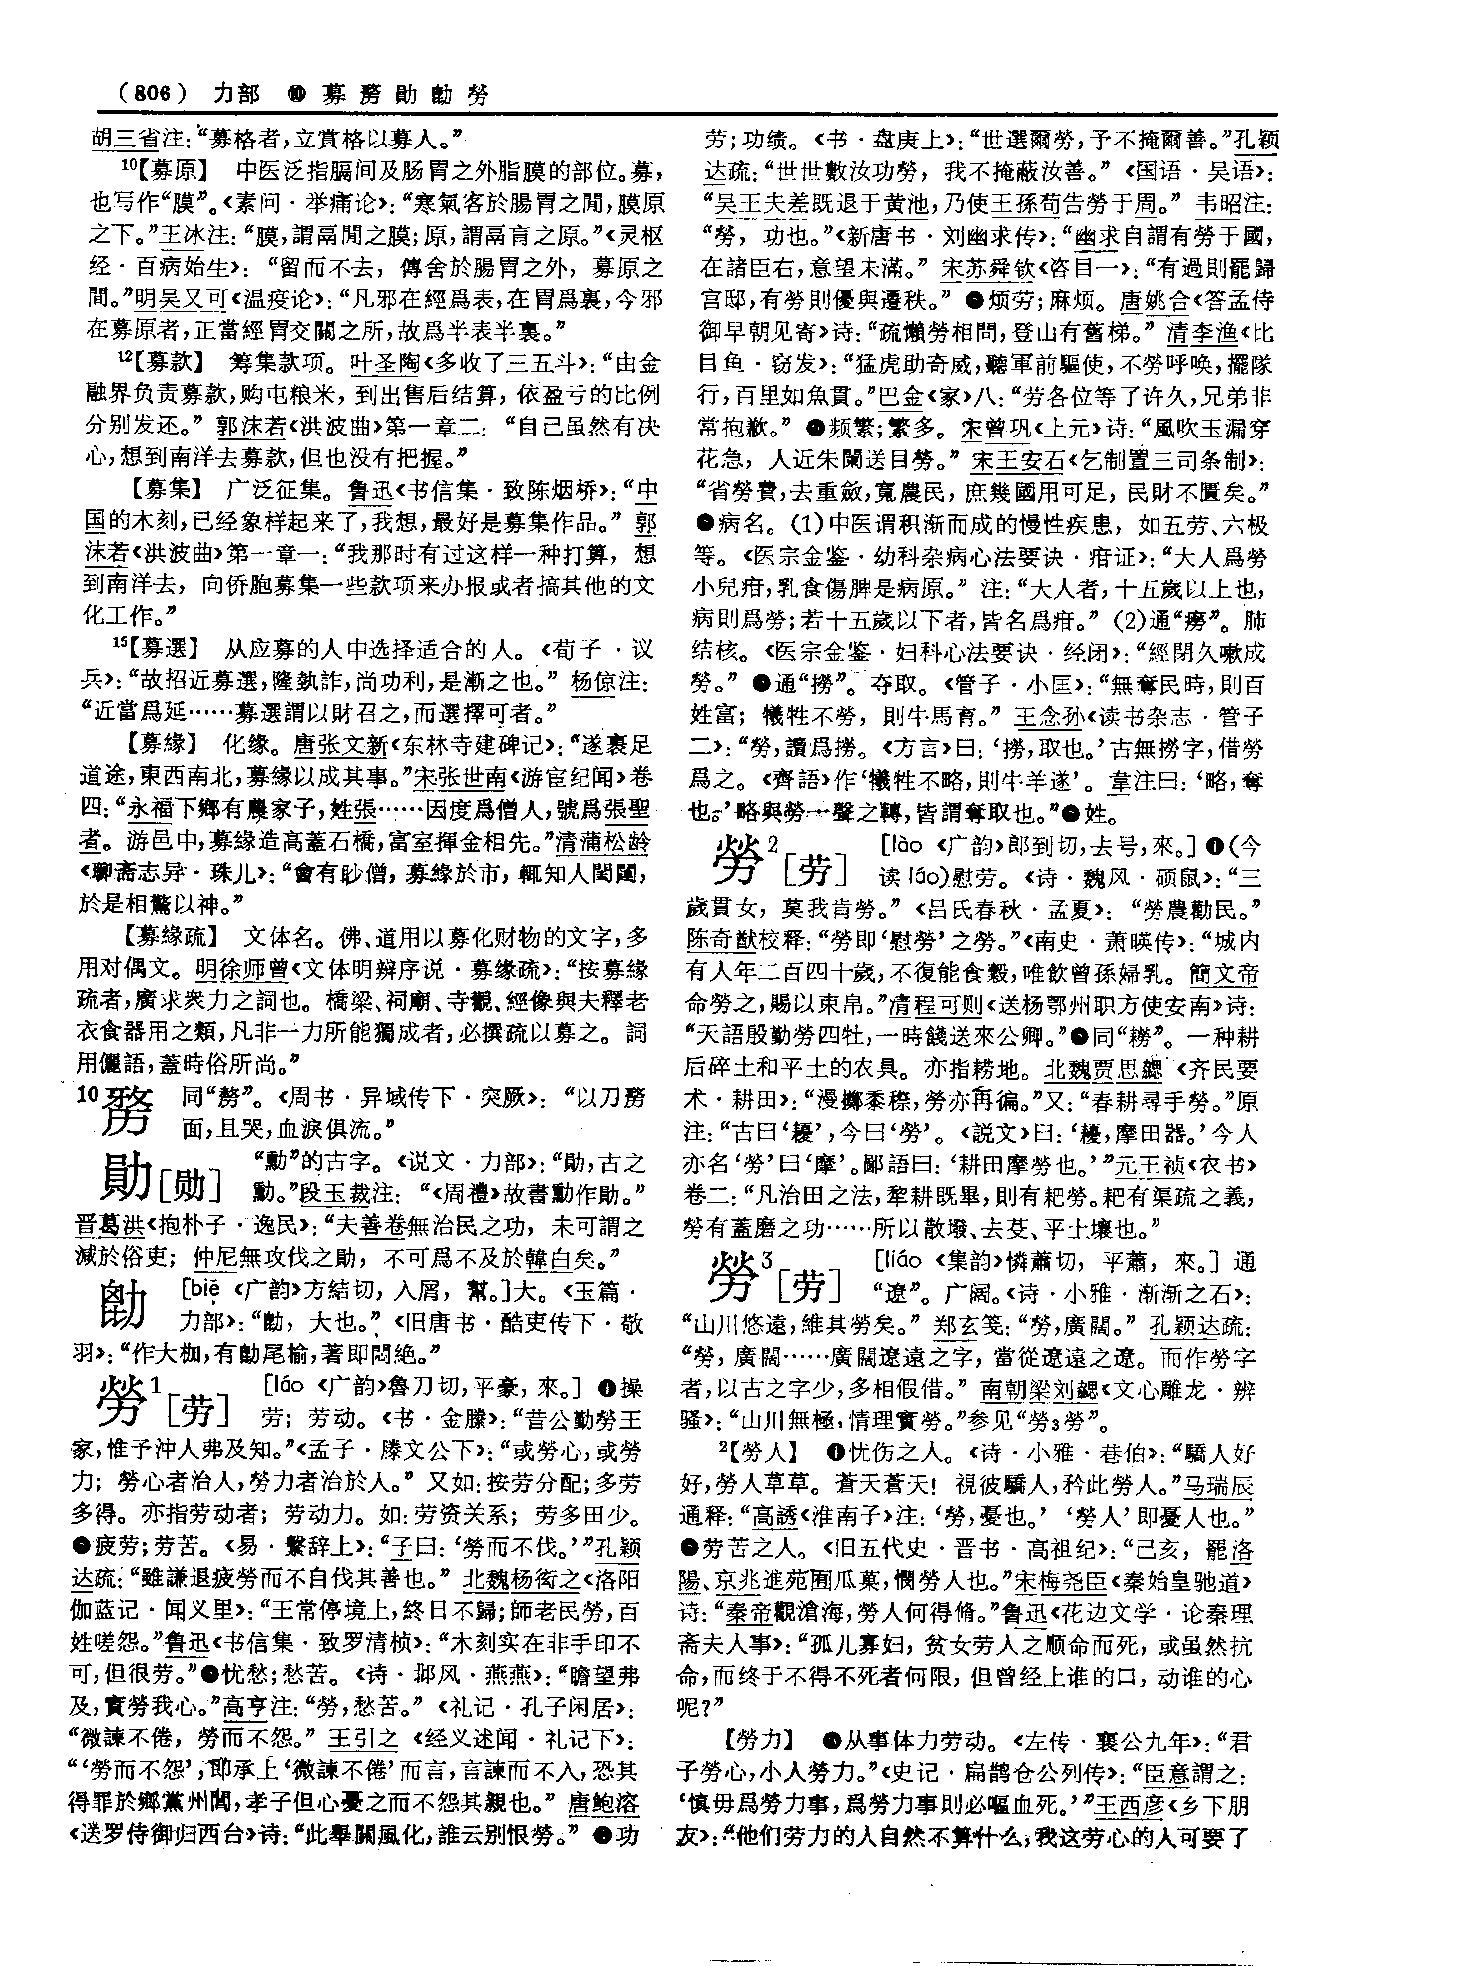 (806) 力部 ❿ 募 勞 勛 勫 勞
胡三省注：“募格者，立賞格以募人。”
10【募原】 中医泛指膈间及肠胃之外脂膜的部位。募，
也写作“膜”。《素问·举痛论》：“寒氣客於腸胃之閒，膜原
之下。”王冰注：“膜，謂鬲閒之膜；原，謂鬲肓之原。”《灵枢
经·百病始生》：“留而不去，傳舍於腸胃之外，募原之
間。”明吴又可《温疫论》：“凡邪在經爲表，在胃爲裏，今邪
在募原者，正當經胃交關之所，故爲半表半裏。”
12【募款】 筹集款项。叶圣陶《多收了三五斗》：“由金
融界负责募款，购屯粮米，到出售后结算，依盈亏的比例
分别发还。”郭沫若《洪波曲》第一章二：“自己虽然有决
心，想到南洋去募款，但也没有把握。”
【募集】 广泛征集。鲁迅《书信集·致陈烟桥》：“中
国的木刻，已经象样起来了，我想，最好是募集作品。”郭
沫若《洪波曲》第一章一：“我那时有过这样一种打算，想
到南洋去，向侨胞募集一些款项来办报或者搞其他的文
化工作。”
15【募選】 从应募的人中选择适合的人。《荀子·议
兵》：“故招近募選，隆埶詐，尚功利，是漸之也。”杨倞注：
“近當爲延……募選謂以財召之，而選擇可者。”
【募緣】 化缘。唐张文新《东林寺建碑记》：“遂裹足
道途，東西南北，募緣以成其事。”宋张世南《游宦纪闻》卷
四：“永福下鄉有農家子，姓張……因度爲僧人，號爲張聖
者。游邑中，募緣造高蓋石橋，富室揮金相先。”清蒲松龄
《聊斋志异·珠儿》：“會有眇僧，募緣於市，輒知人閨闥，
於是相驚以神。”
【募緣疏】 文体名。佛、道用以募化财物的文字，多
用对偶文。明徐师曾《文体明辨序说·募缘疏》：“按募緣
疏者，廣求衆力之詞也。橋梁、祠廟、寺觀、經像與夫釋老
衣食器用之類，凡非一力所能獨成者，必撰疏以募之。詞
用儷語，蓋時俗所尚。”
10 同“剺”。《周书·异域传下·突厥》：“以刀剺
面，且哭，血淚俱流。”
勛[勋] “勳”的古字。《说文·力部》：“勛，古之
勳。”段玉裁注：“《周禮》故書勳作勛。”
晋葛洪《抱朴子·逸民》：“夫善卷無治民之功，未可謂之
減於俗吏；仲尼無攻伐之勛，不可爲不及於韓白矣。”
[biē 《广韵》方結切，入屑，幫。]大。《玉篇·
力部》：“，大也。”《旧唐书·酷吏传下·敬
羽》：“作大枷，有尾榆，著即悶絶。”
勞1[劳] [láo 《广韵》魯刀切，平豪，來。] ❶操
劳；劳动。《书·金縢》：“昔公勤勞王
家，惟予沖人弗及知。”《孟子·滕文公下》：“或勞心，或勞
力；勞心者治人，勞力者治於人。”又如：按劳分配；多劳
多得。亦指劳动者；劳动力。如：劳资关系；劳多田少。
❷疲劳；劳苦。《易·繫辞上》：“子曰：‘勞而不伐。’”孔颖
达疏：“雖謙退疲勞而不自伐其善也。”北魏杨衒之《洛阳
伽蓝记·闻义里》：“王常停境上，終日不歸；師老民勞，百
姓嗟怨。”鲁迅《书信集·致罗清桢》：“木刻实在非手印不
可，但很劳。”❸忧愁；愁苦。《诗·邶风·燕燕》：“瞻望弗
及，實勞我心。”高亨注：“勞，愁苦。”《礼记·孔子闲居》：
“微諫不倦，勞而不怨。”王引之《经义述闻·礼记下》：
“‘勞而不怨’，即承上‘微諫不倦’而言，言諫而不入，恐其
得罪於鄉黨州閭，孝子但心憂之而不怨其親也。”唐鲍溶
《送罗侍御归西台》诗：“此舉關風化，誰云别恨勞。”❹功
劳；功绩。《书·盘庚上》：“世選爾勞，予不掩爾善。”孔颖
达疏：“世世數汝功勞，我不掩蔽汝善。”《国语·吴语》：
“吴王夫差既退于黄池，乃使王孫苟告勞于周。”韦昭注：
“勞，功也。”《新唐书·刘幽求传》：“幽求自謂有勞于國，
在諸臣右，意望未滿。”宋苏舜钦《咨目一》：“有過則罷歸
宫邸，有勞則優與遷秩。”❺烦劳；麻烦。唐姚合《答孟侍
御早朝见寄》诗：“疏懶勞相問，登山有舊梯。”清李渔《比
目鱼·窃发》：“猛虎助奇威，聽軍前驅使，不勞呼唤，擺隊
行，百里如魚貫。”巴金《家》八：“劳各位等了许久，兄弟非
常抱歉。”❻频繁；繁多。宋曾巩《上元》诗：“風吹玉漏穿
花急，人近朱闌送目勞。”宋王安石《乞制置三司条制》：
“省勞費，去重斂，寬農民，庶幾國用可足，民財不匱矣。”
❼病名。(1)中医谓积渐而成的慢性疾患，如五劳、六极
等。《医宗金鉴·幼科杂病心法要诀·疳证》：“大人爲勞
小兒疳，乳食傷脾是病原。”注：“大人者，十五歲以上也，
病則爲勞；若十五歲以下者，皆名爲疳。”(2)通“癆”。肺
结核。《医宗金鉴·妇科心法要诀·经闭》：“經閉久嗽成
勞。”❽通“撈”。夺取。《管子·小匡》：“無奪民時，則百
姓富；犧牲不勞，則牛馬育。”王念孙《读书杂志·管子
二》：“勞，讀爲撈。《方言》曰：‘撈，取也。’古無撈字，借勞
爲之。《齊語》作‘犧牲不略，則牛羊遂’。韋注曰：‘略，奪
也。’略與勞一聲之轉，皆謂奪取也。”❾姓。
勞2[劳] [lào 《广韵》郎到切，去号，來。] ❶(今
读láo)慰劳。《诗·魏风·硕鼠》：“三
歲貫女，莫我肯勞。”《吕氏春秋·孟夏》：“勞農勸民。”
陈奇猷校释：“勞即‘慰勞’之勞。”《南史·萧暎传》：“城内
有人年二百四十歲，不復能食穀，唯飲曾孫婦乳。簡文帝
命勞之，賜以束帛。”清程可则《送杨鄂州职方使安南》诗：
“天語殷勤勞四牡，一時餞送來公卿。”❷同“耮”。一种耕
后碎土和平土的农具。亦指耢地。北魏贾思勰《齐民要
术·耕田》：“漫擲黍穄，勞亦再徧。”又：“春耕尋手勞。”原
注：“古曰‘耰’，今曰‘勞’。《説文》曰：‘耰，摩田器。’今人
亦名‘勞’曰‘摩’。鄙語曰：‘耕田摩勞也。’”元王祯《农书》
卷二：“凡治田之法，犂耕既畢，則有耙勞。耙有渠疏之義，
勞有蓋磨之功……所以散墢、去芟、平土壤也。”
勞3[劳] [liáo 《集韵》憐蕭切，平蕭，來。] 通
“遼”。广阔。《诗·小雅·渐渐之石》：
“山川悠遠，維其勞矣。”郑玄笺：“勞，廣闊。”孔颖达疏：
“勞，廣闊……廣闊遼遠之字，當從遼遠之遼。而作勞字
者，以古之字少，多相假借。”南朝梁刘勰《文心雕龙·辨
骚》：“山川無極，情理實勞。”参见“勞3勞”。
2【勞人】 ❶忧伤之人。《诗·小雅·巷伯》：“驕人好
好，勞人草草。蒼天蒼天！視彼驕人，矜此勞人。”马瑞辰
通释：“高誘《淮南子》注：‘勞，憂也。’‘勞人’即憂人也。”
❷劳苦之人。《旧五代史·晋书·高祖纪》：“己亥，罷洛
陽、京兆進苑囿瓜菓，憫勞人也。”宋梅尧臣《秦始皇驰道》
诗：“秦帝觀滄海，勞人何得脩。”鲁迅《花边文学·论秦理
斋夫人事》：“孤儿寡妇，贫女劳人之顺命而死，或虽然抗
命，而终于不得不死者何限，但曾经上谁的口，动谁的心
呢？”
【勞力】 ❶从事体力劳动。《左传·襄公九年》：“君
子勞心，小人勞力。”《史记·扁鹊仓公列传》：“臣意謂之：
‘慎毋爲勞力事，爲勞力事則必嘔血死。’”王西彦《乡下朋
友》：“他们劳力的人自然不算什么，我这劳心的人可要了